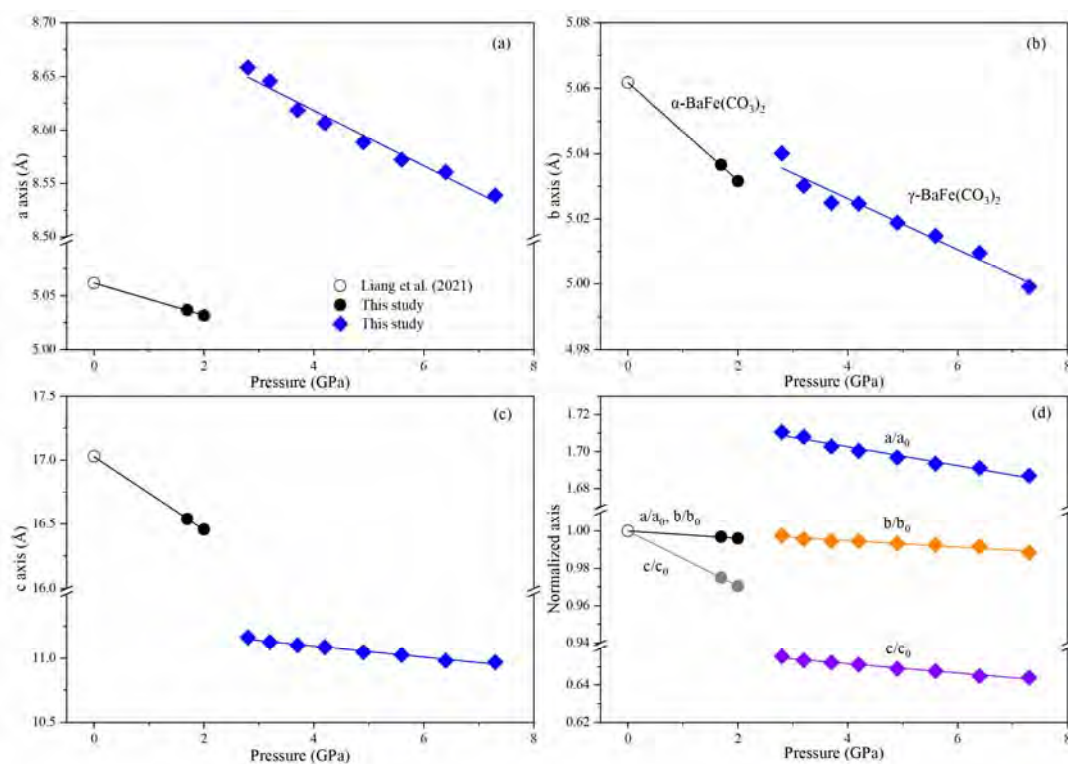 8.70
(a)
8.65
8.60
8.55
8.50
5.05
5.00
a axis (Å)
Liang et al. (2021)
This study
This study
0 2 4 6 8
Pressure (GPa)
5.08
(b)
5.06
5.04
5.02
5.00
4.98
b axis (Å)
α-BaFe(CO₃)₂
γ-BaFe(CO₃)₂
0 2 4 6 8
Pressure (GPa)
17.5
(c)
17.0
16.5
16.0
11.0
10.5
c axis (Å)
0 2 4 6 8
Pressure (GPa)
1.72
(d)
1.68
1.00
0.98
0.96
0.94
0.64
0.62
Normalized axis
a/a₀
a/a₀, b/b₀
b/b₀
c/c₀
c/c₀
0 2 4 6 8
Pressure (GPa)